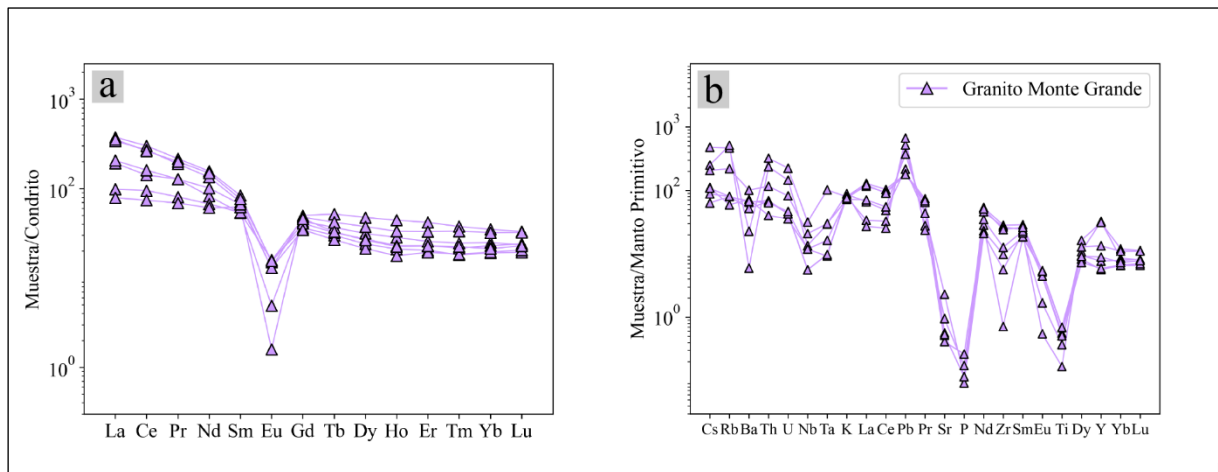 a
Muestra/Condrito
10³
10²
10⁰
La Ce Pr Nd Sm Eu Gd Tb Dy Ho Er Tm Yb Lu
b
Granito Monte Grande
Muestra/Manto Primitivo
10³
10²
10⁰
Cs Rb Ba Th U Nb Ta K La Ce Pb Pr Sr P Nd Zr Sm Eu Ti Dy Y Yb Lu